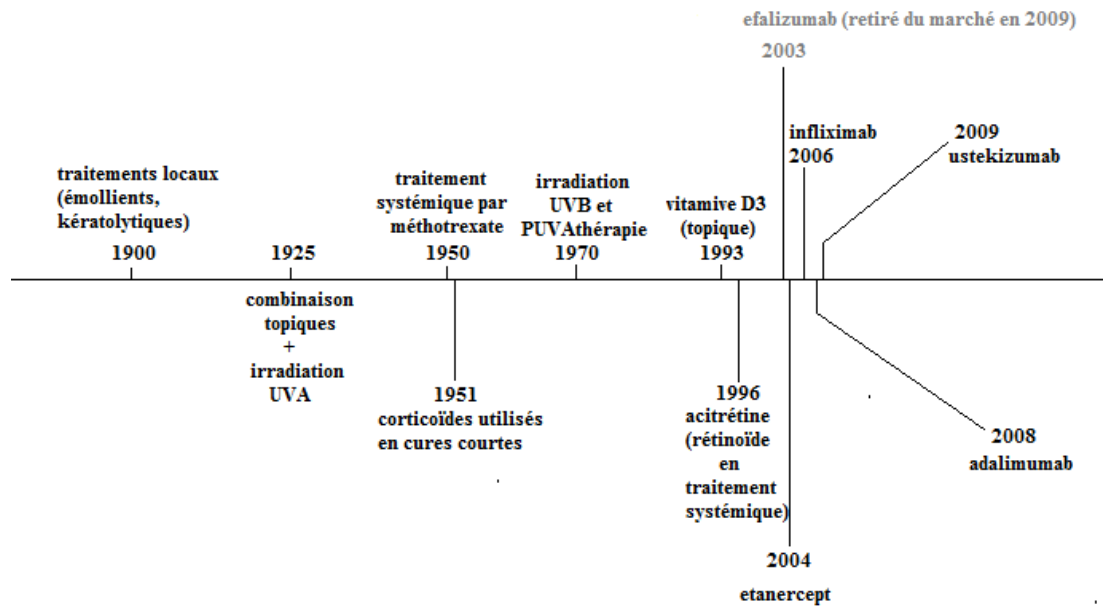 efalizumab (retiré du marché en 2009)
2003
infliximab
2006
2009
ustekizumab
traitements locaux
(émollients,
kératolytiques)
1900
1925
traitement
systémique par
méthotrexate
1950
irradiation
UVB et
PUVAthérapie
1970
vitamive D3
(topique)
1993
combinaison
topiques
+
irradiation
UVA
1951
corticoïdes utilisés
en cures courtes
1996
acitrétine
(rétinoïde
en
traitement
systémique)
2008
adalimumab
2004
etanercept